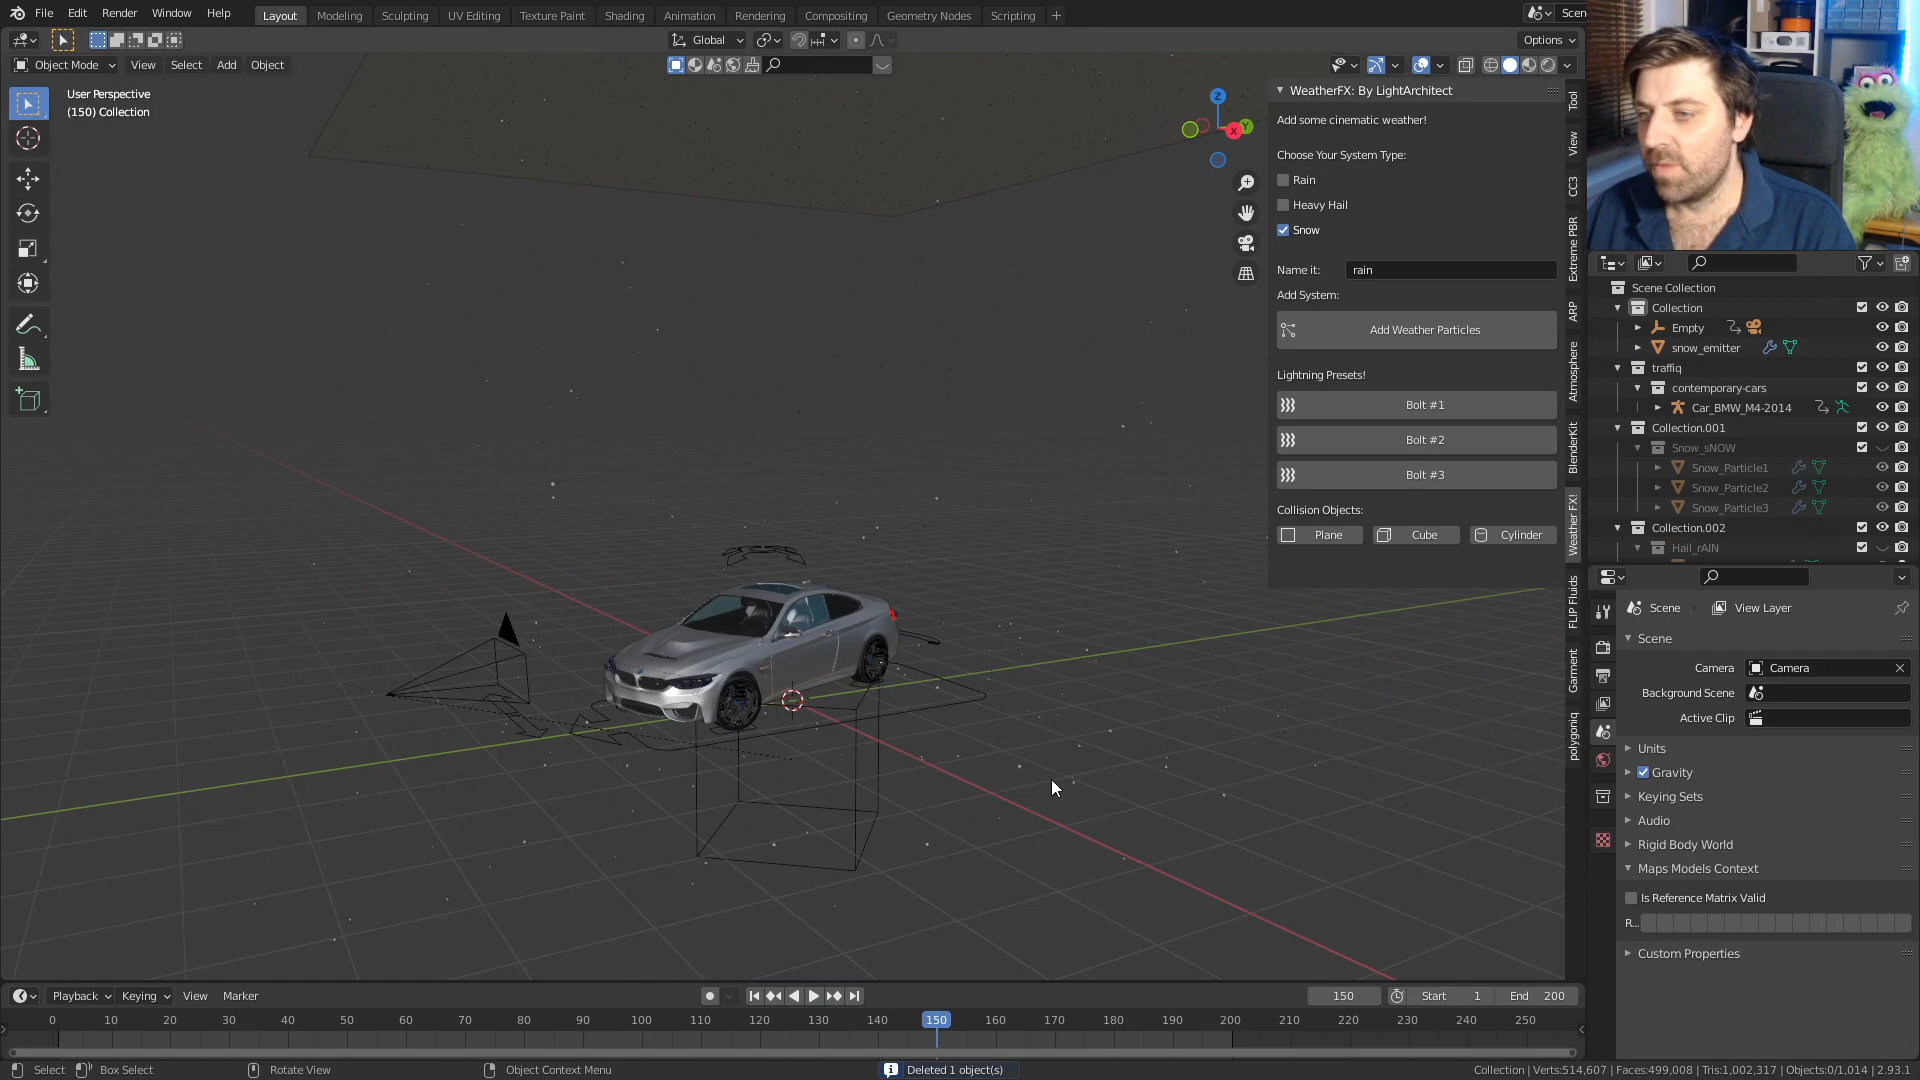 File Edit Render Window Help
Layout Modeling Sculpting UV Editing Texture Paint Shading Animation Rendering Compositing Geometry Nodes Scripting +
Scen
Global
Options
Object Mode View Select Add Object
User Perspective
(150) Collection
Z
Y
X
WeatherFX: By LightArchitect
Add some cinematic weather!
Choose Your System Type:
Rain
Heavy Hail
Snow
Name it: rain
Add System:
Add Weather Particles
Lightning Presets!
Bolt #1
Bolt #2
Bolt #3
Collision Objects:
Plane Cube Cylinder
Tool
View
CC3
Extreme PBR
ARP
Atmosphere
BlenderKit
Weather FX!
FLIP Fluids
Garment
polygoniq
Scene Collection
Collection
Empty
snow_emitter
traffiq
contemporary-cars
Car_BMW_M4-2014
Collection.001
Snow_sNOW
Snow_Particle1
Snow_Particle2
Snow_Particle3
Collection.002
Hail_rAIN
Scene View Layer
Scene
Camera Camera
Background Scene
Active Clip
Units
Gravity
Keying Sets
Audio
Rigid Body World
Maps Models Context
Is Reference Matrix Valid
R...
Custom Properties
Playback Keying View Marker
150 Start 1 End 200
0 10 20 30 40 50 60 70 80 90 100 110 120 130 140 150 160 170 180 190 200 210 220 230 240 250
Select Box Select Rotate View Object Context Menu
Deleted 1 object(s)
Collection | Verts:514,607 | Faces:499,008 | Tris:1,002,317 | Objects:0/1,014 | 2.93.1